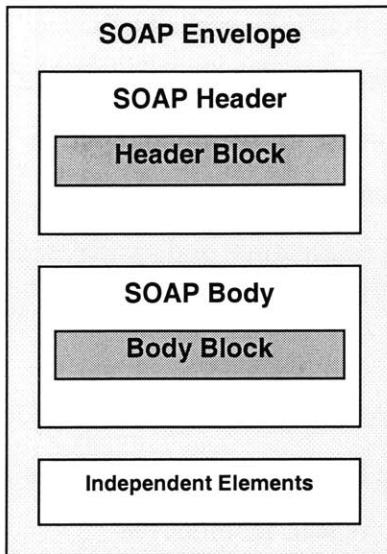 SOAP Envelope
SOAP Header
Header Block
SOAP Body
Body Block
Independent Elements